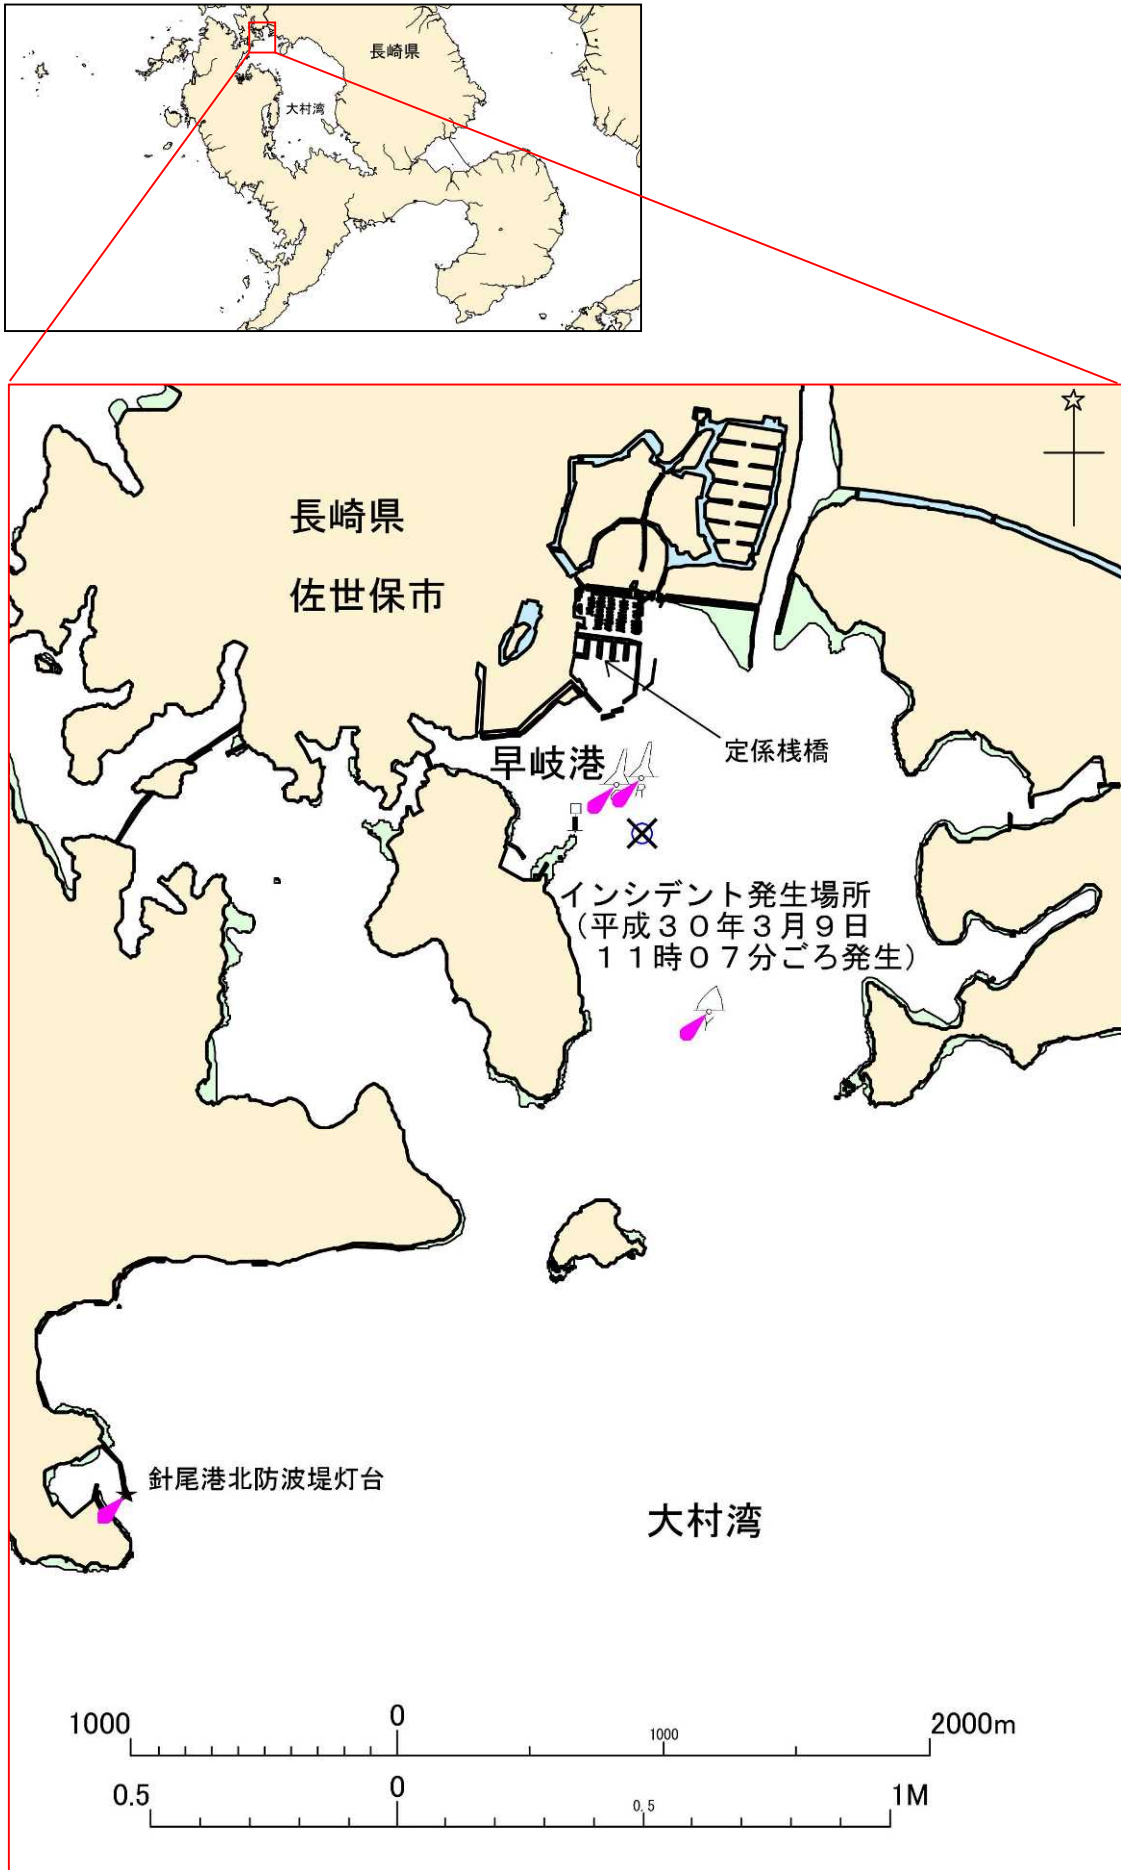 長崎県
大村湾
長崎県
佐世保市
定係桟橋
早岐港
G
R
インシデント発生場所
(平成30年3月9日
11時07分ごろ発生)
Y
針尾港北防波堤灯台
大村湾
1000 0 1000 2000m
0.5 0 0.5 1M